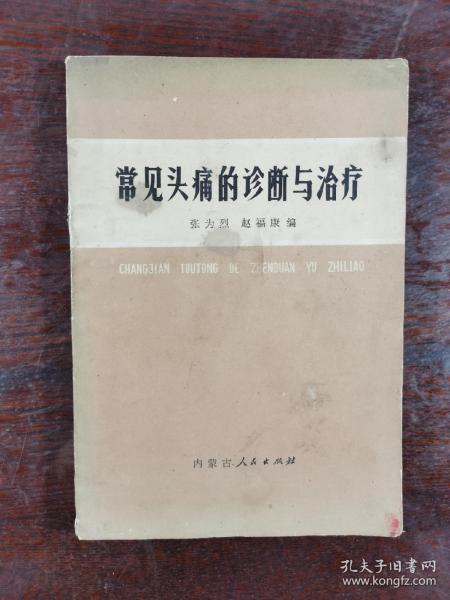 常见头痛的诊断与治疗
张为烈 赵福康编
CHANGJIAN TOUTONG DE ZHENDUAN YU ZHILIAO
内蒙古人民出版社
孔夫子旧书网
www.kongfz.com